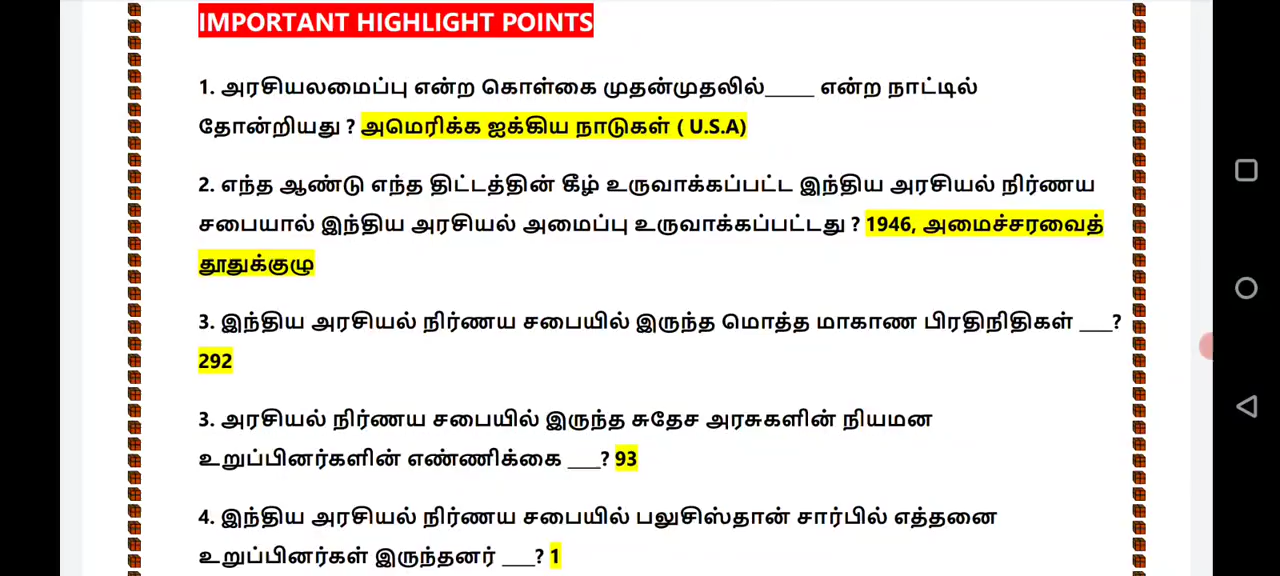 IMPORTANT HIGHLIGHT POINTS
1. அரசியலமைப்பு என்ற கொள்கை முதன்முதலில்_____ என்ற நாட்டில்
தோன்றியது ? அமெரிக்க ஐக்கிய நாடுகள் ( U.S.A)
2. எந்த ஆண்டு எந்த திட்டத்தின் கீழ் உருவாக்கப்பட்ட இந்திய அரசியல் நிர்ணய
சபையால் இந்திய அரசியல் அமைப்பு உருவாக்கப்பட்டது ? 1946, அமைச்சரவைத்
தூதுக்குழு
3. இந்திய அரசியல் நிர்ணய சபையில் இருந்த மொத்த மாகாண பிரதிநிதிகள் ___?
292
3. அரசியல் நிர்ணய சபையில் இருந்த சுதேச அரசுகளின் நியமன
உறுப்பினர்களின் எண்ணிக்கை ___? 93
4. இந்திய அரசியல் நிர்ணய சபையில் பலுசிஸ்தான் சார்பில் எத்தனை
உறுப்பினர்கள் இருந்தனர் ___? 1